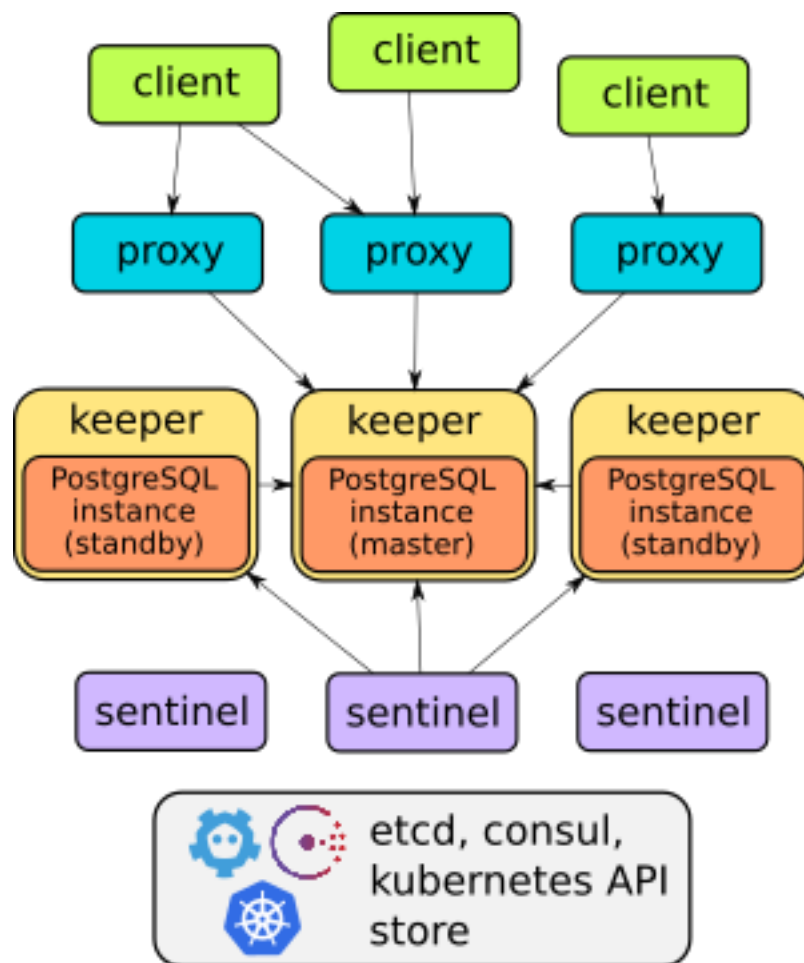 client
client
client
proxy
proxy
proxy
keeper
PostgreSQL
instance
(standby)
keeper
PostgreSQL
instance
(master)
keeper
PostgreSQL
instance
(standby)
sentinel
sentinel
sentinel
etcd, consul,
kubernetes API
store